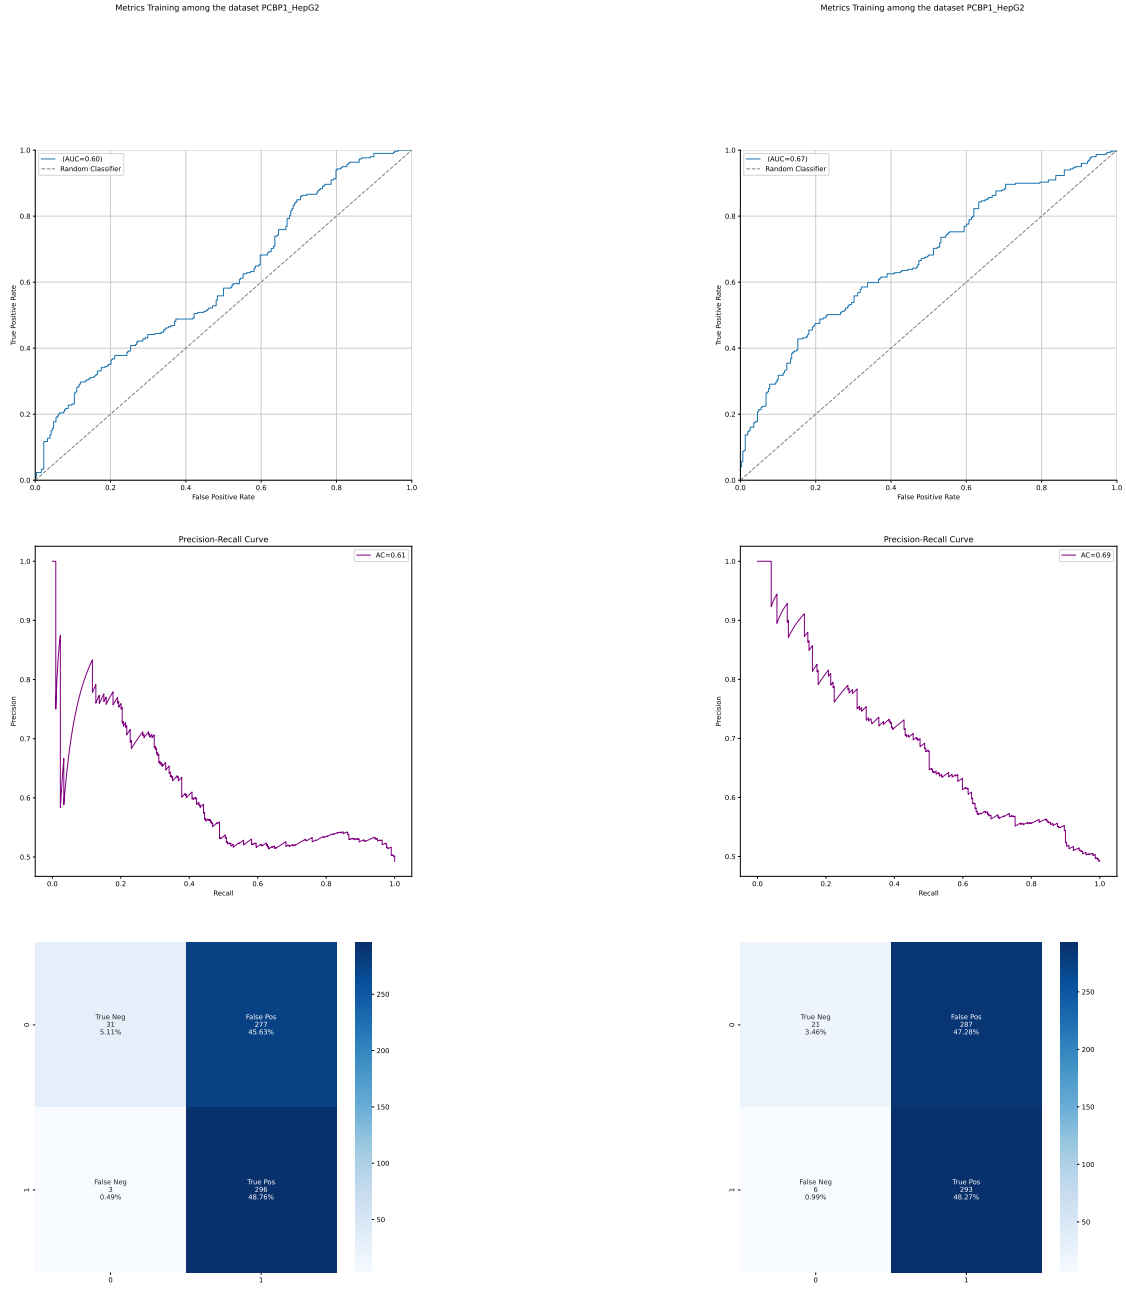 Metrics Training among the dataset PCBP1_HepG2
Metrics Training among the dataset PCBP1_HepG2
(AUC=0.60)
Random Classifier
1.0
0.8
0.6
0.4
0.2
0.0
True Positive Rate
0.0 0.2 0.4 0.6 0.8 1.0
False Positive Rate
(AUC=0.67)
Random Classifier
1.0
0.8
0.6
0.4
0.2
0.0
True Positive Rate
0.0 0.2 0.4 0.6 0.8 1.0
False Positive Rate
Precision-Recall Curve
AC=0.61
1.0
0.9
0.8
0.7
0.6
0.5
Precision
0.0 0.2 0.4 0.6 0.8 1.0
Recall
Precision-Recall Curve
AC=0.69
1.0
0.9
0.8
0.7
0.6
0.5
Precision
0.0 0.2 0.4 0.6 0.8 1.0
Recall
True Neg
31
5.11%
False Pos
277
45.63%
False Neg
3
0.49%
True Pos
296
48.76%
0
1
0 1
250
200
150
100
50
True Neg
21
3.46%
False Pos
287
47.28%
False Neg
6
0.99%
True Pos
293
48.27%
0
1
0 1
250
200
150
100
50